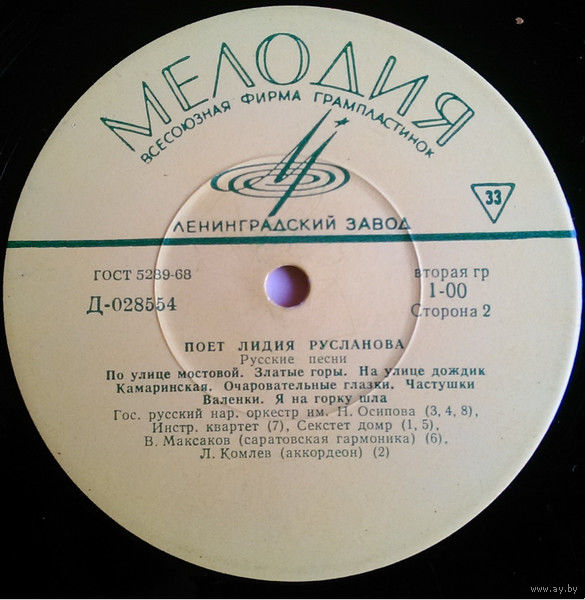 МЕЛОДИЯ
ВСЕСОЮЗНАЯ ФИРМА ГРАМПЛАСТИНОК
33
ЛЕНИНГРАДСКИЙ ЗАВОД
ГОСТ 5289-68
вторая гр
Д-028554
1-00
Сторона 2
ПОЕТ ЛИДИЯ РУСЛАНОВА
Русские песни
По улице мостовой. Златые горы. На улице дождик
Камаринская. Очаровательные глазки. Частушки
Валенки. Я на горку шла
Гос. русский нар. оркестр им. Н. Осипова (3, 4, 8),
Инстр. квартет (7), Секстет домр (1, 5),
В. Максаков (саратовская гармоника) (6),
Л. Комлев (аккордеон) (2)
www.ay.by